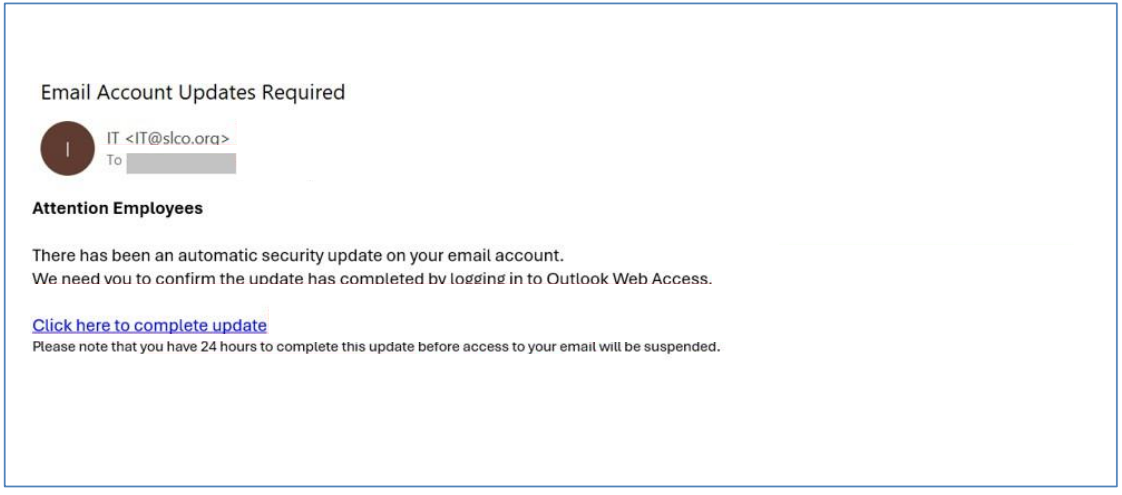 Email Account Updates Required
I
IT <IT@slco.org>
To
Attention Employees
There has been an automatic security update on your email account.
We need you to confirm the update has completed by logging in to Outlook Web Access.
Click here to complete update
Please note that you have 24 hours to complete this update before access to your email will be suspended.